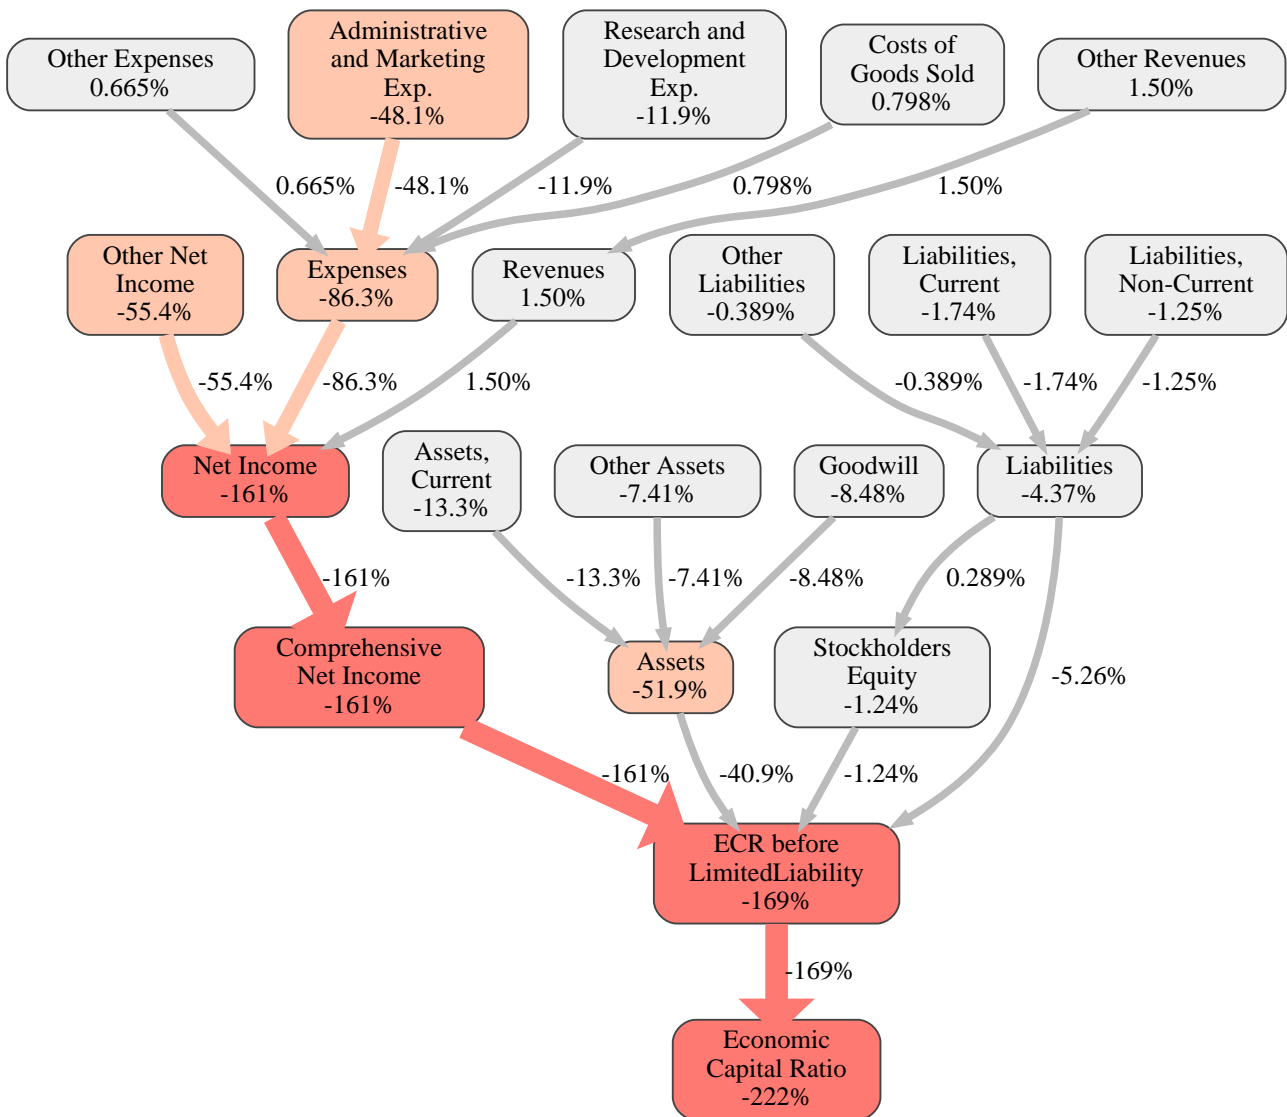 Other Expenses
0.665%
Administrative
and Marketing
Exp.
-48.1%
Research and
Development
Exp.
-11.9%
Costs of
Goods Sold
0.798%
Other Revenues
1.50%
0.665%
-48.1%
-11.9%
0.798%
1.50%
Other Net
Income
-55.4%
Expenses
-86.3%
Revenues
1.50%
Other
Liabilities
-0.389%
Liabilities,
Current
-1.74%
Liabilities,
Non-Current
-1.25%
-55.4%
-86.3%
1.50%
-0.389%
-1.74%
-1.25%
Net Income
-161%
Assets,
Current
-13.3%
Other Assets
-7.41%
Goodwill
-8.48%
Liabilities
-4.37%
-161%
-13.3%
-7.41%
-8.48%
0.289%
Comprehensive
Net Income
-161%
Assets
-51.9%
Stockholders
Equity
-1.24%
-5.26%
-161%
-40.9%
-1.24%
ECR before
LimitedLiability
-169%
-169%
Economic
Capital Ratio
-222%